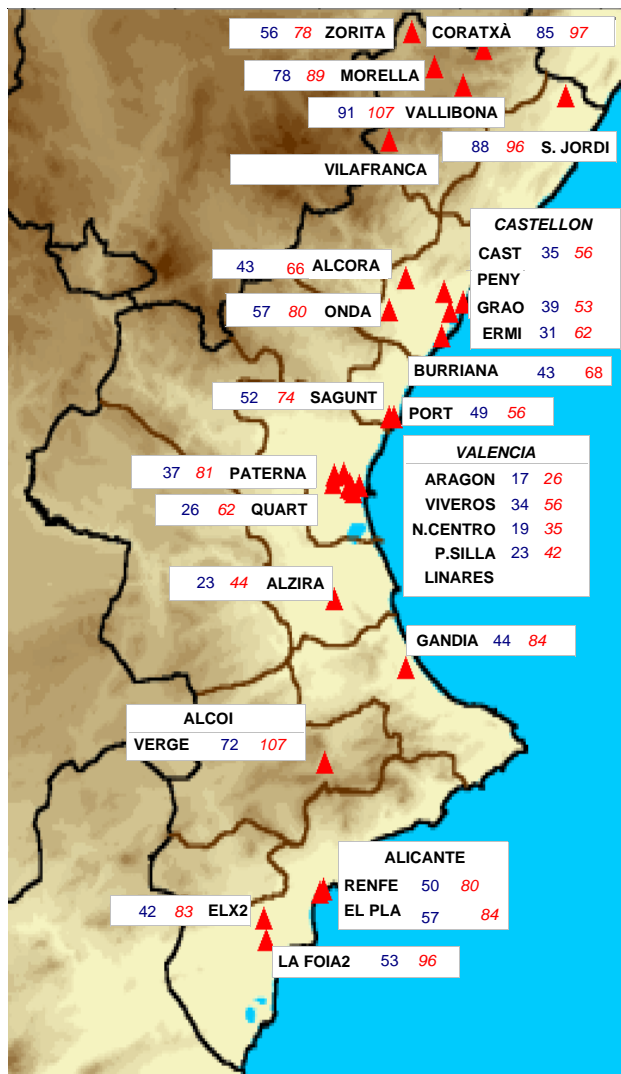 56 78 ZORITA
CORATXÀ 85 97
78 89 MORELLA
91 107 VALLIBONA
88 96 S. JORDI
VILAFRANCA
CASTELLON
CAST 35 56
PENY
GRAO 39 53
ERMI 31 62
43 66 ALCORA
57 80 ONDA
BURRIANA 43 68
52 74 SAGUNT
PORT 49 56
VALENCIA
ARAGON 17 26
VIVEROS 34 56
N.CENTRO 19 35
P.SILLA 23 42
LINARES
37 81 PATERNA
26 62 QUART
23 44 ALZIRA
GANDIA 44 84
ALCOI
VERGE 72 107
ALICANTE
RENFE 50 80
EL PLA 57 84
42 83 ELX2
LA FOIA2 53 96